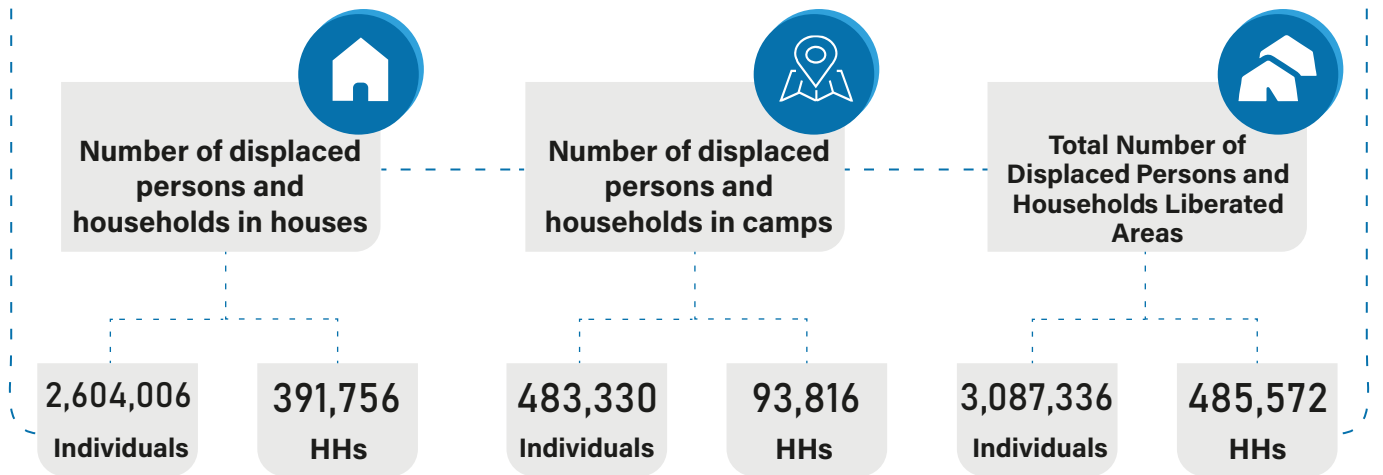 Number of displaced
persons and
households in houses
2,604,006
Individuals
391,756
HHs
Number of displaced
persons and
households in camps
483,330
Individuals
93,816
HHs
Total Number of
Displaced Persons and
Households Liberated
Areas
3,087,336
Individuals
485,572
HHs